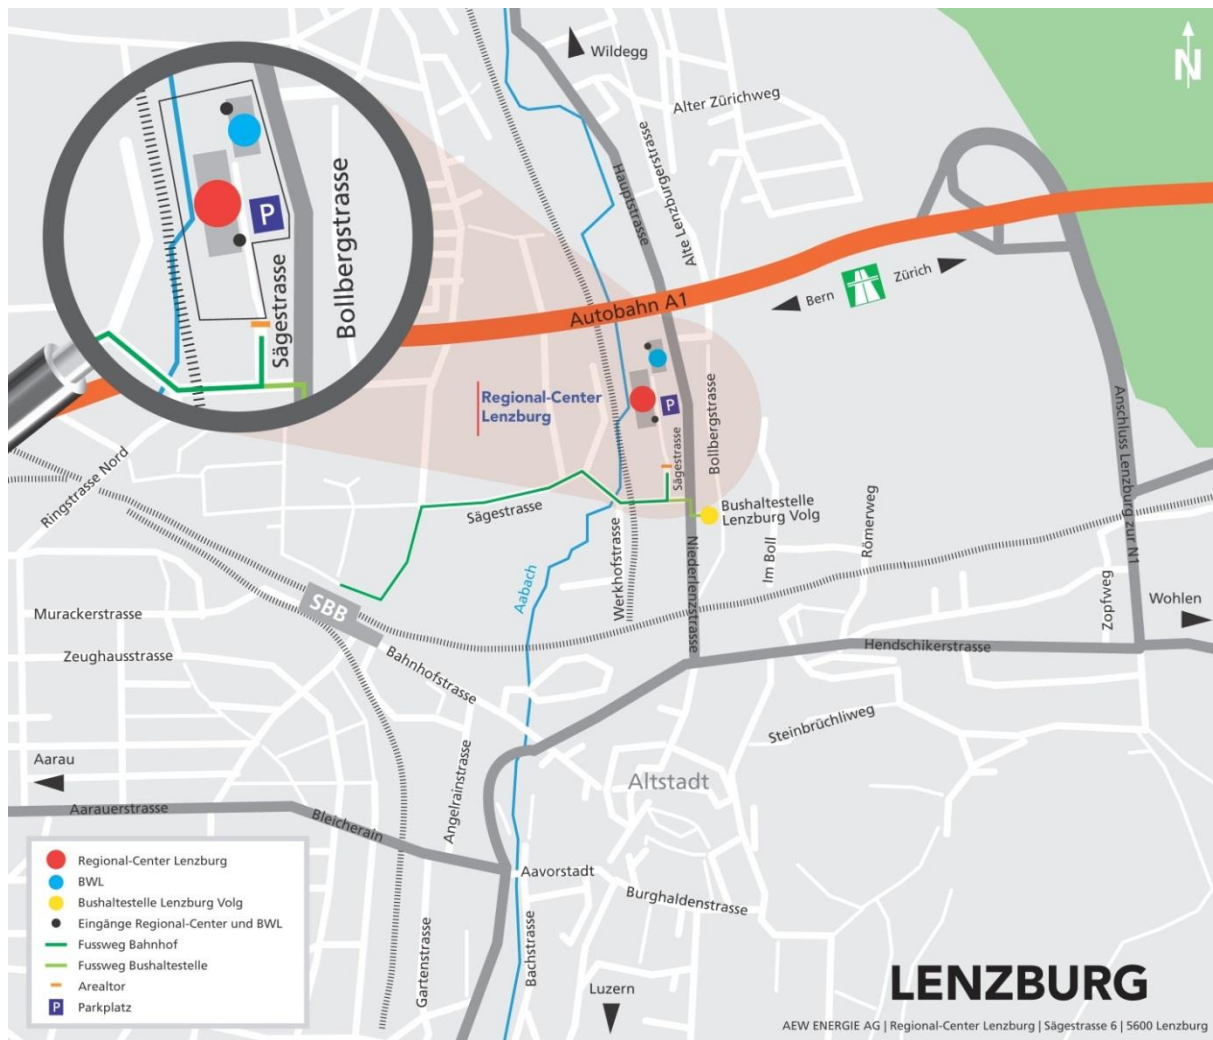 N
Wildegg
Alter Zürichweg
Hauptstrasse
Alte Lenzburgerstrasse
P
Bollbergstrasse
Sägestrasse
Autobahn A1
Bern
Zürich
Regional-Center
Lenzburg
P
Bollbergstrasse
Sägestrasse
Anschluss Lenzburg zur N1
Ringstrasse Nord
Sägestrasse
Bushaltestelle
Lenzburg Volg
Werkhofstrasse
Niederlenzstrasse
Im Boll
Römerweg
Aabach
Zopfweg
Wohlen
SBB
Murackerstrasse
Zeughausstrasse
Bahnhofstrasse
Hendschikerstrasse
Steinbrüchliweg
Aarau
Altstadt
Angelrainstrasse
Aarauerstrasse
Bleicherain
Aavorstadt
Burghaldenstrasse
Gartenstrasse
Bachstrasse
Luzern
Regional-Center Lenzburg
BWL
Bushaltestelle Lenzburg Volg
Eingänge Regional-Center und BWL
Fussweg Bahnhof
Fussweg Bushaltestelle
Arealtor
P Parkplatz
LENZBURG
AEW ENERGIE AG | Regional-Center Lenzburg | Sägestrasse 6 | 5600 Lenzburg